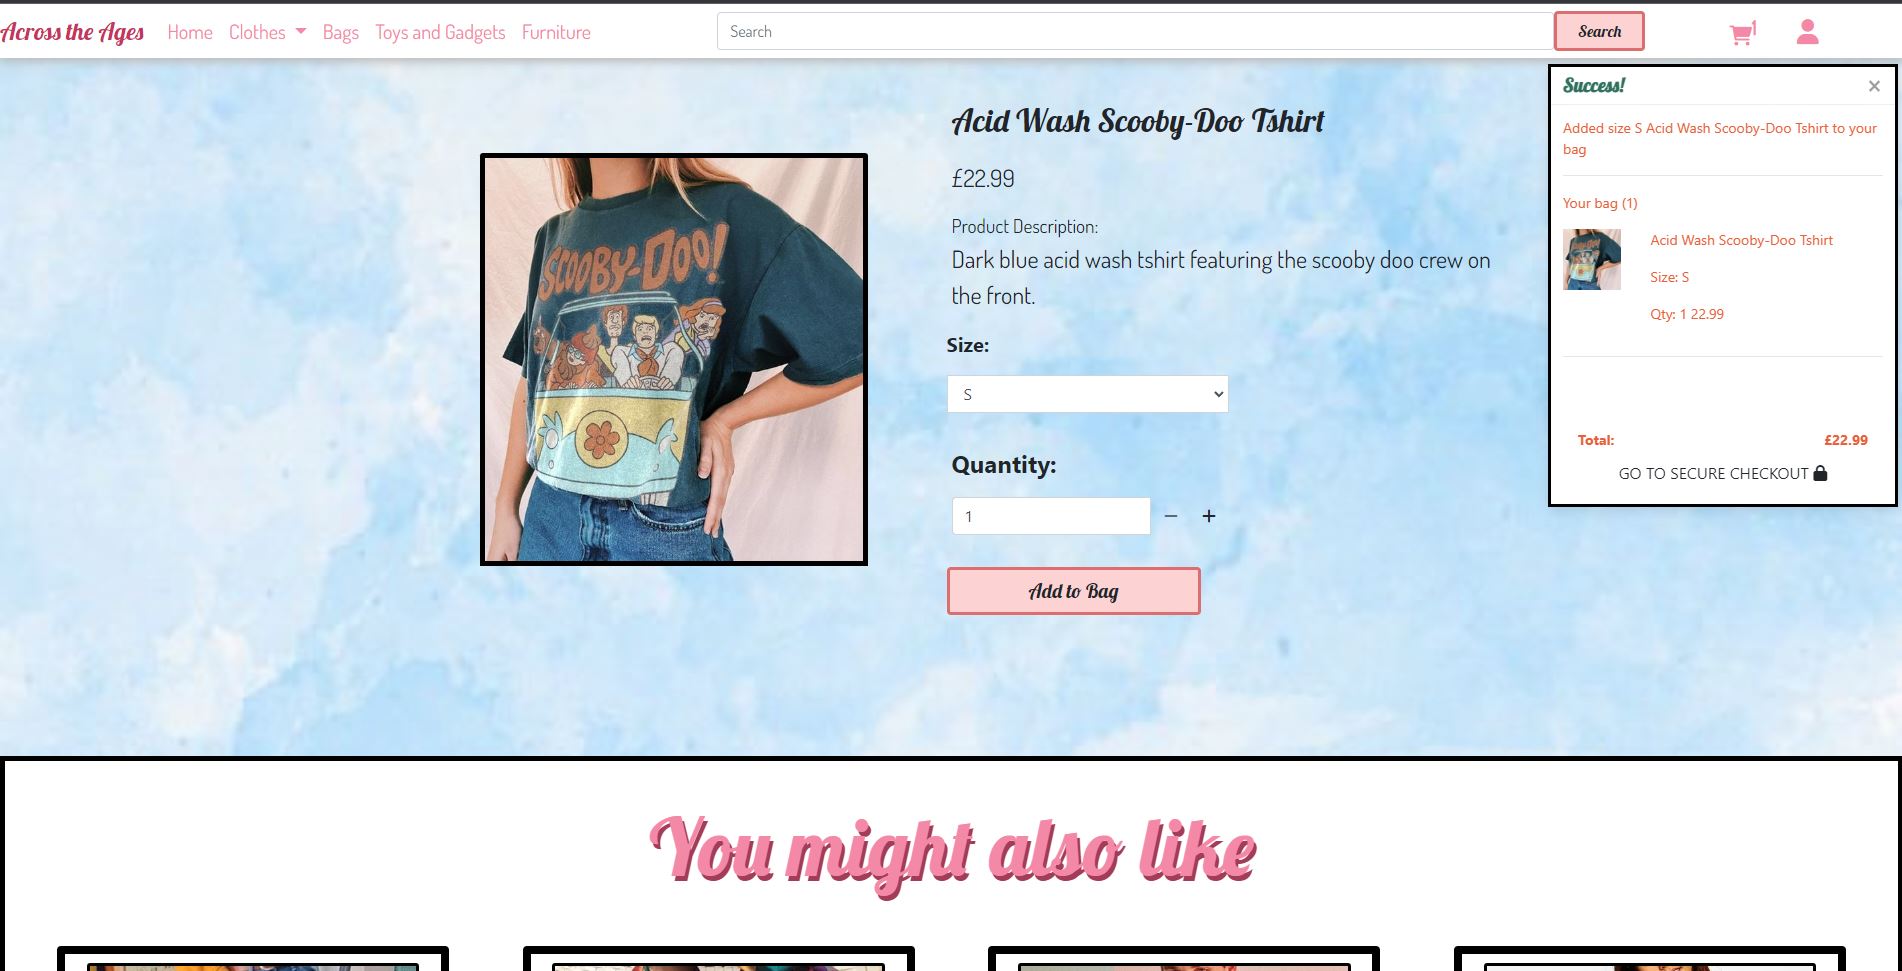 Across the Ages
Home
Clothes
Bags
Toys and Gadgets
Furniture
Search
Search
1
Success!
×
Added size S Acid Wash Scooby-Doo Tshirt to your
bag
Your bag (1)
Acid Wash Scooby-Doo Tshirt
Size: S
Qty: 1 22.99
Total:
£22.99
GO TO SECURE CHECKOUT
SCOOBY-DOO!
Acid Wash Scooby-Doo Tshirt
£22.99
Product Description:
Dark blue acid wash tshirt featuring the scooby doo crew on
the front.
Size:
S
Quantity:
1
Add to Bag
You might also like